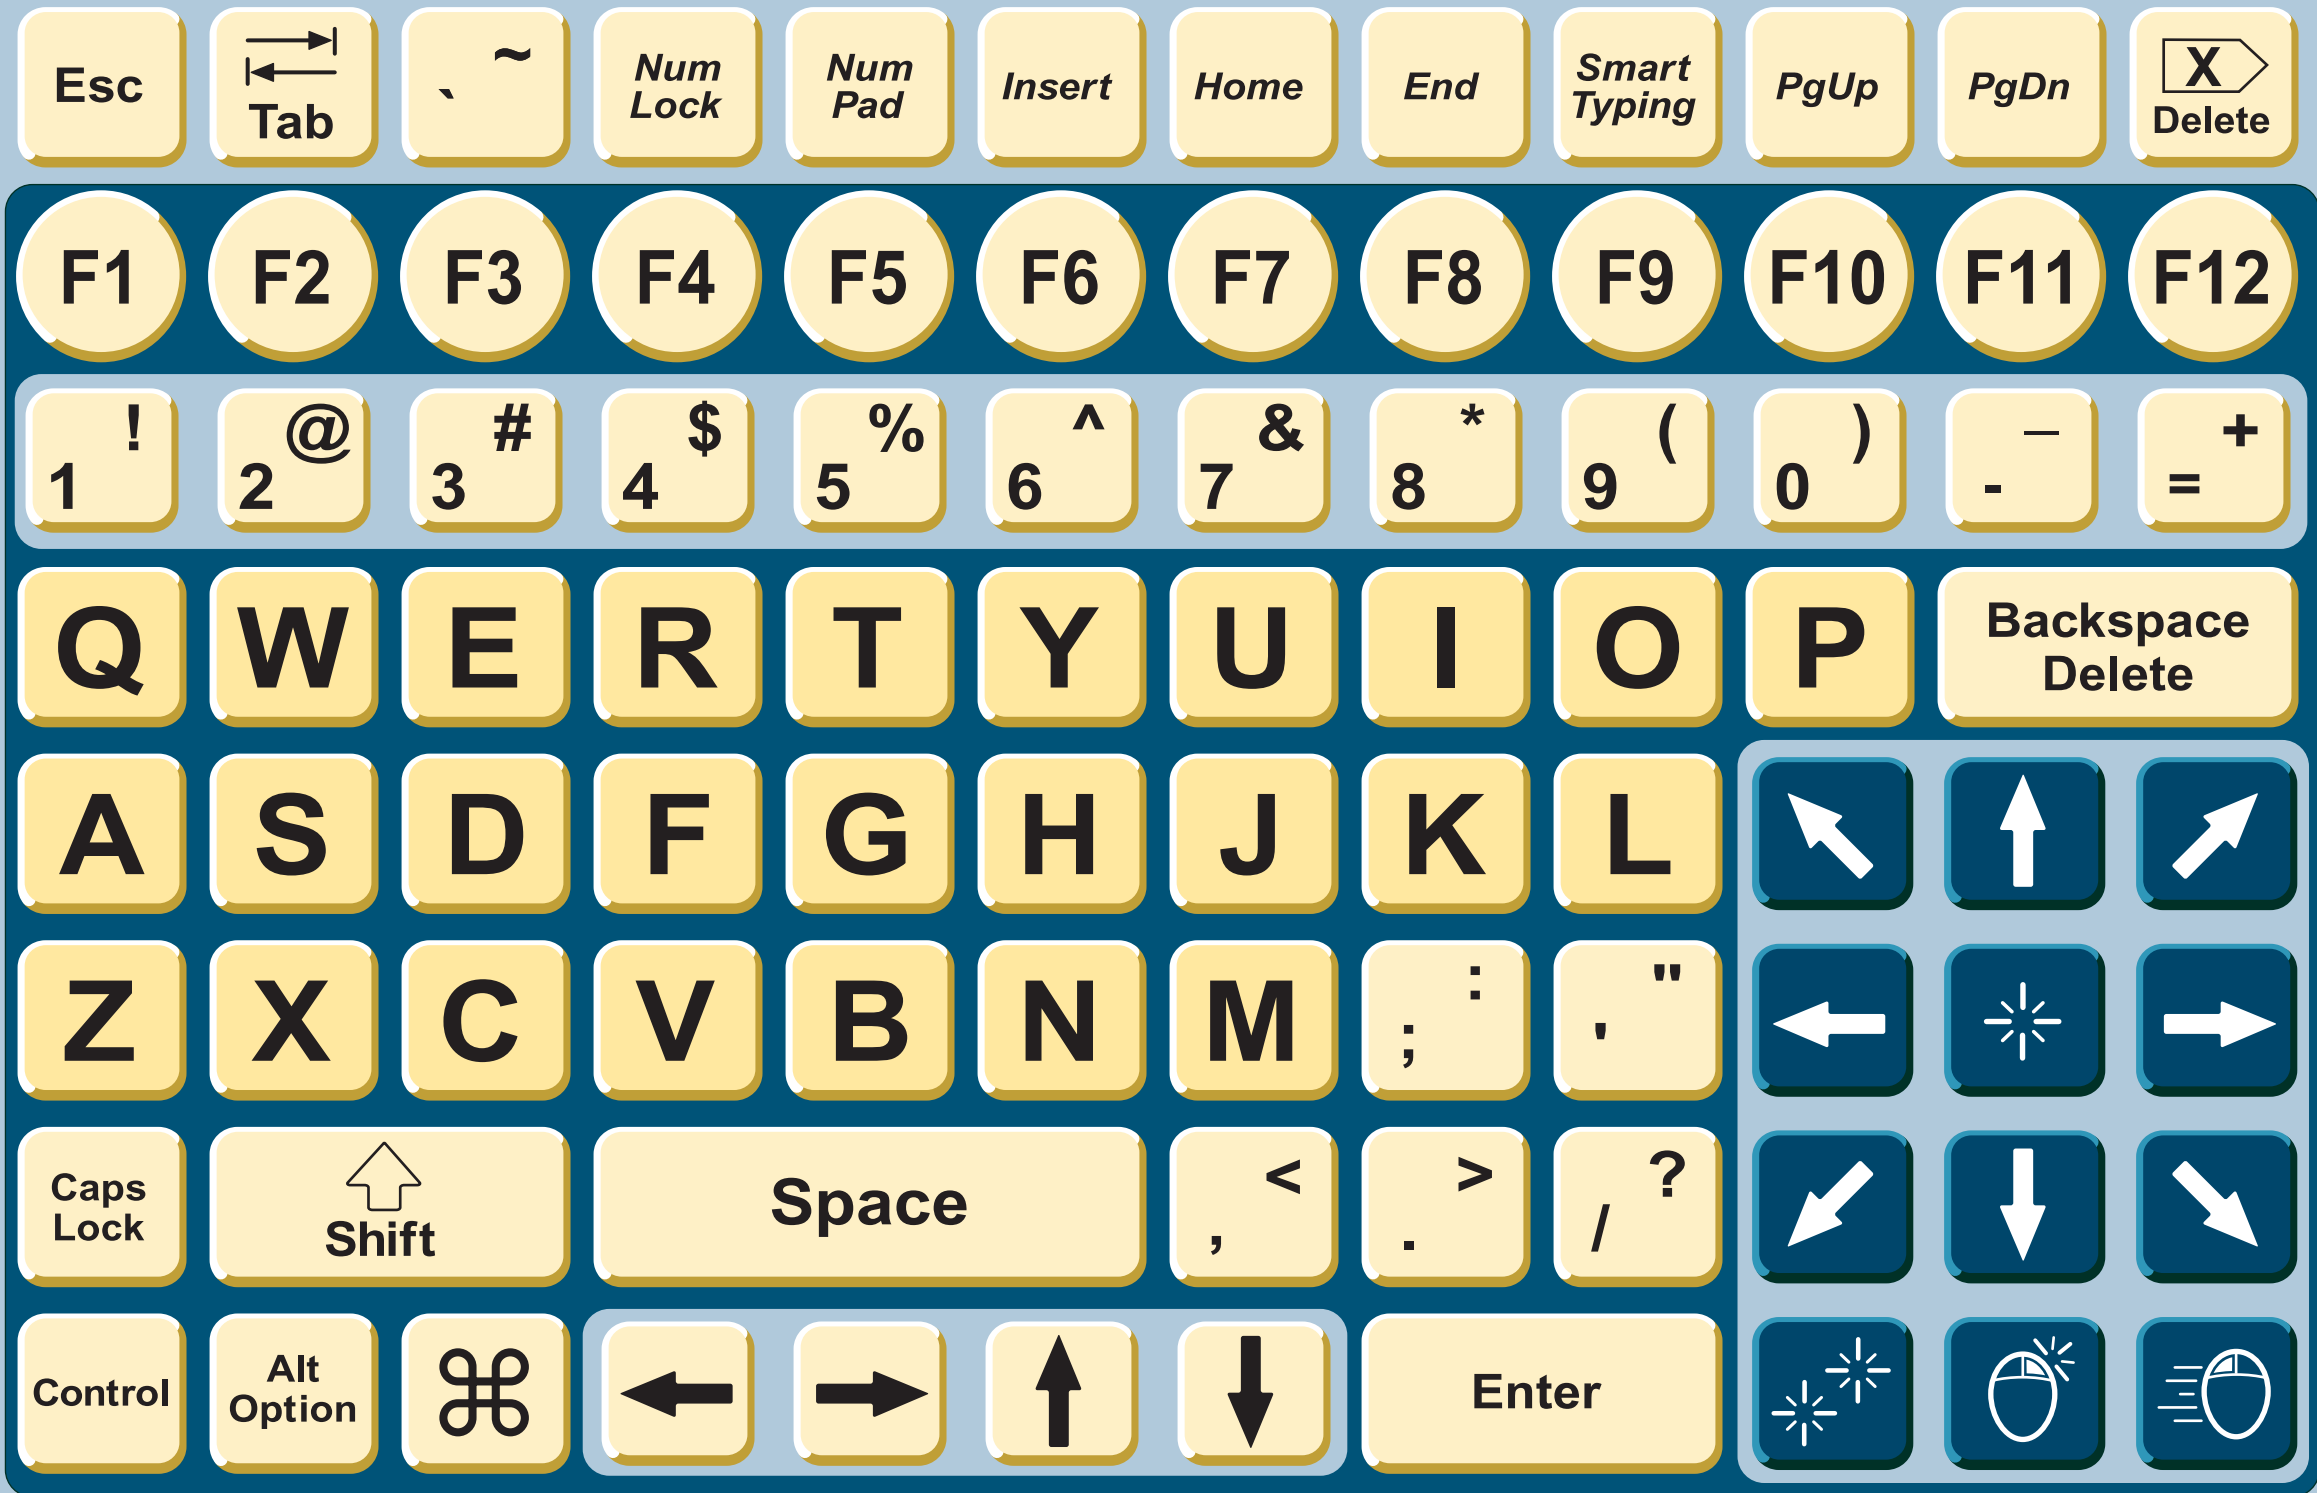 Esc
Tab
~
`
Num
Lock
Num
Pad
Insert
Home
End
Smart
Typing
PgUp
PgDn
X
Delete
F1 F2 F3 F4 F5 F6 F7 F8 F9 F10 F11 F12
! @ # $ % ^ & * ( ) _ +
1 2 3 4 5 6 7 8 9 0 - =
Q W E R T Y U I O P
Backspace
Delete
A S D F G H J K L
Z X C V B N M
:
;
"
'
Caps
Lock
Shift
Space
<
,
>
.
?
/
Control
Alt
Option
⌘
Enter